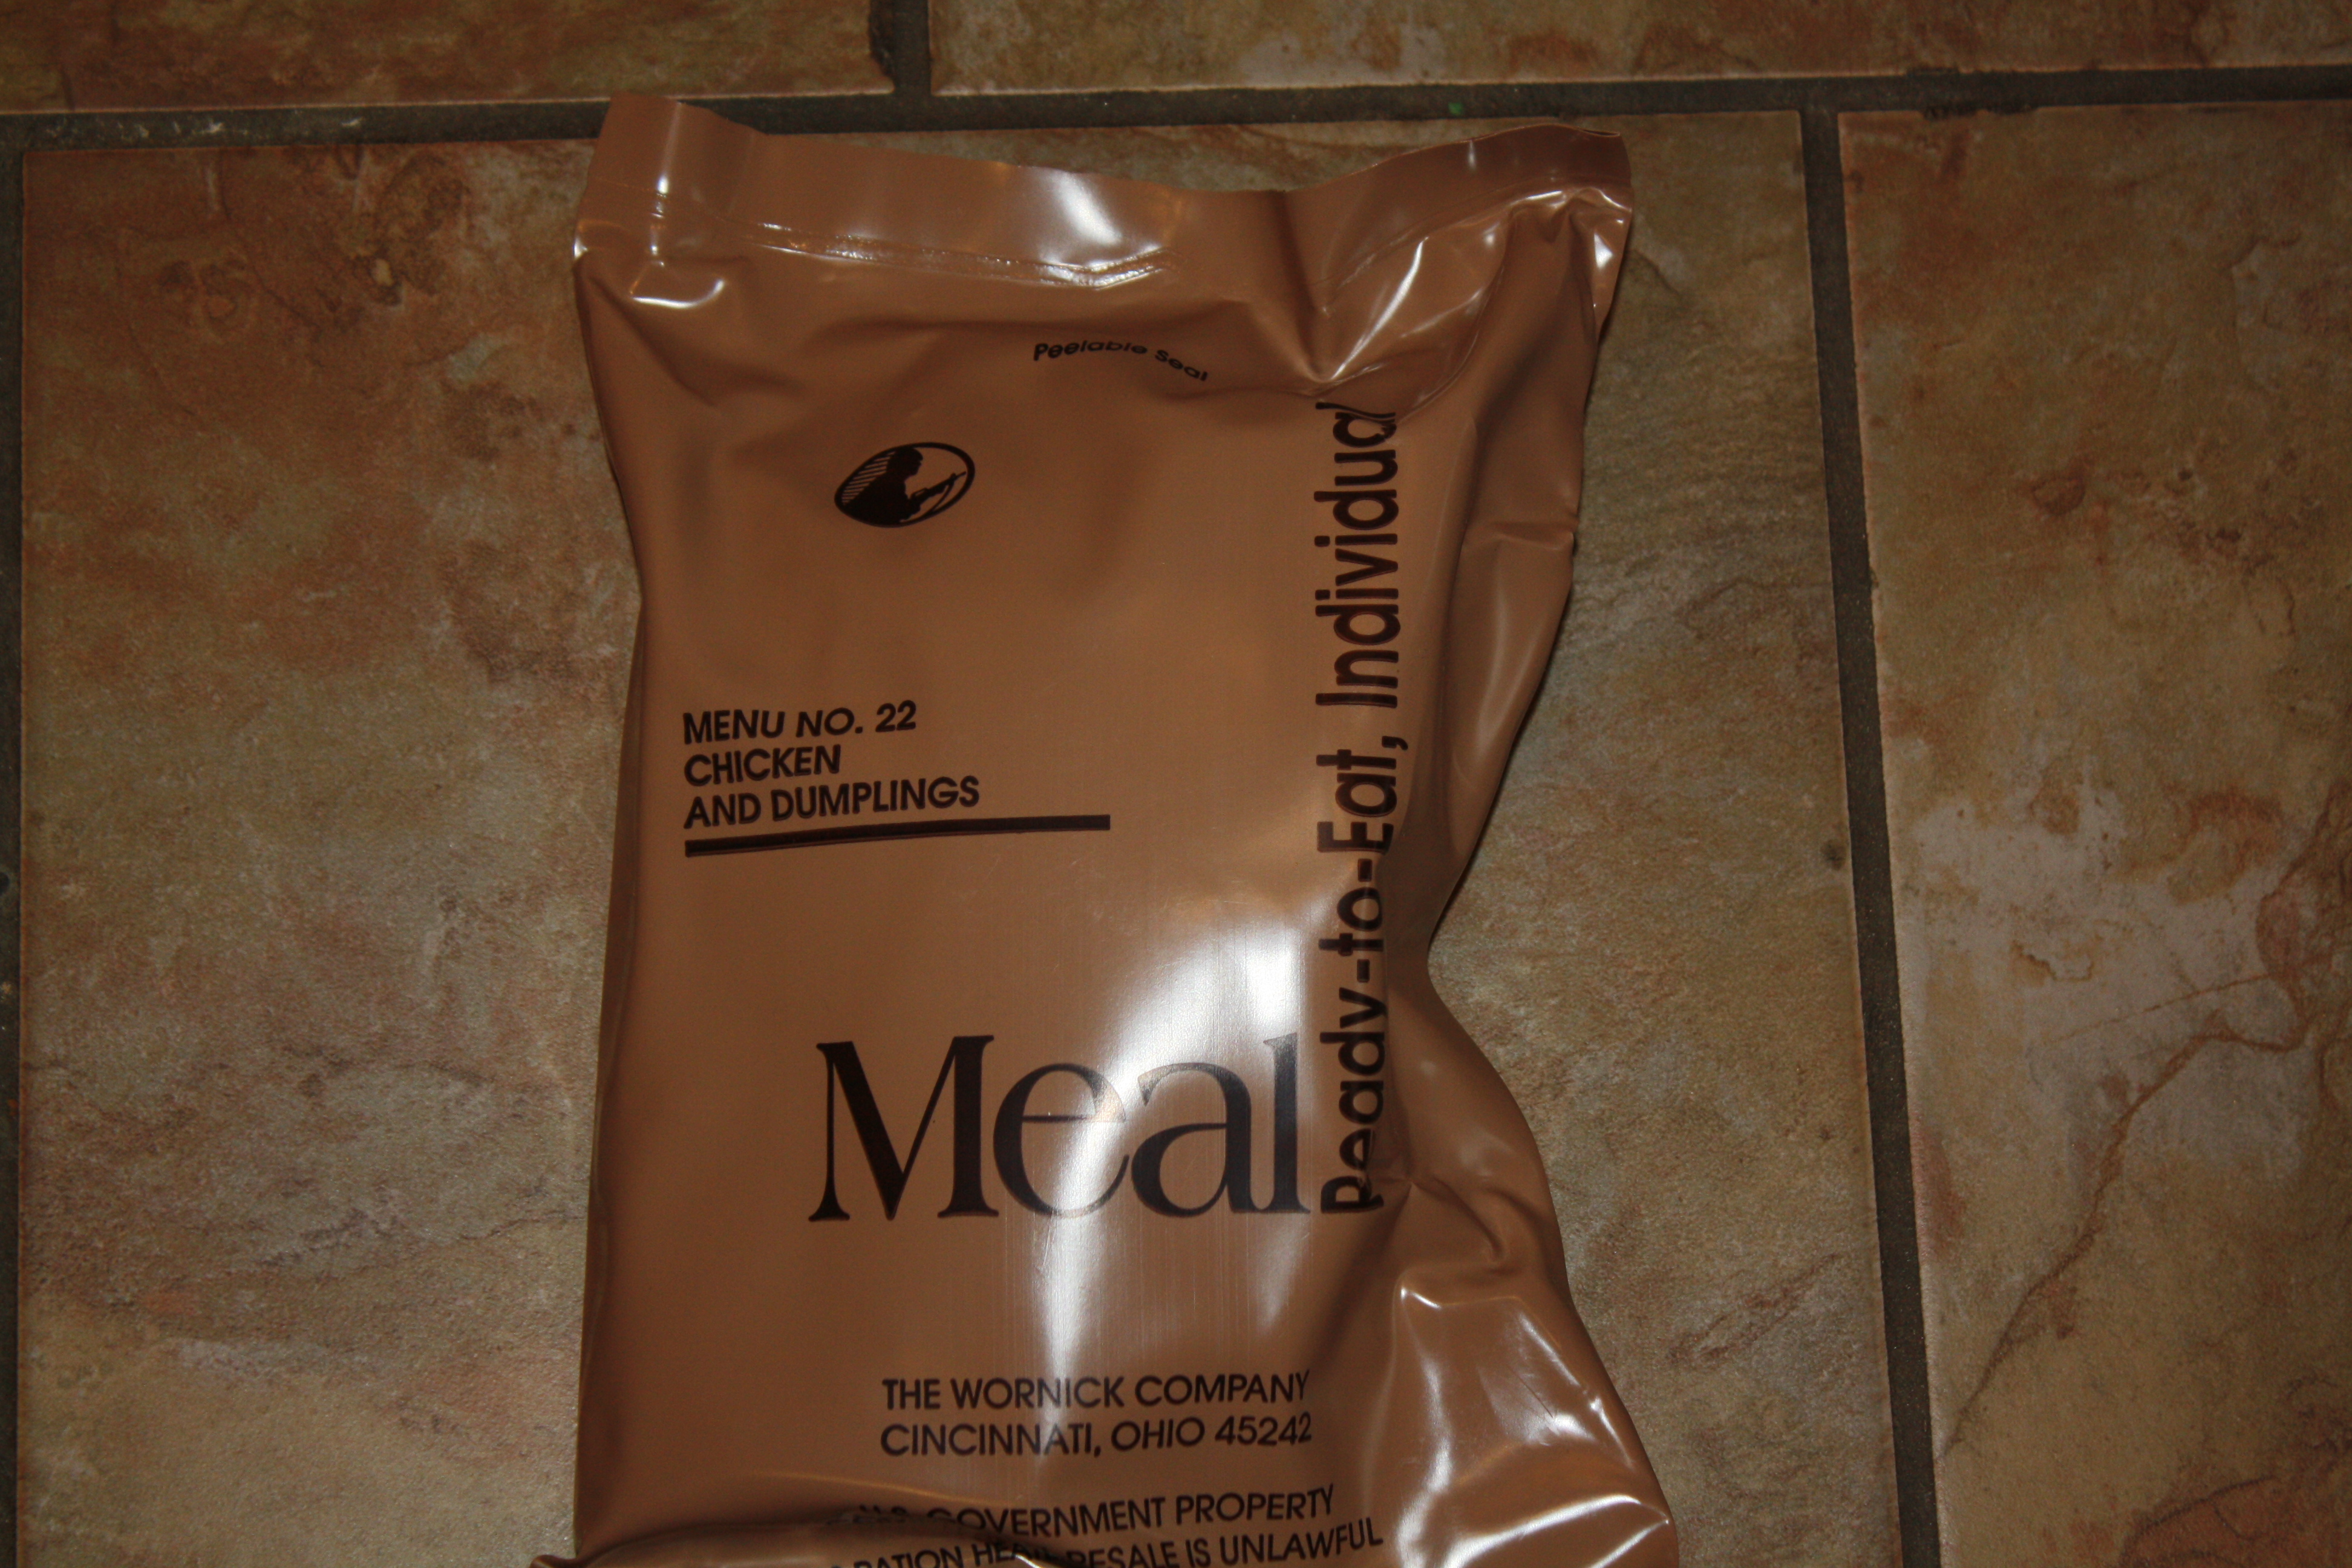 Peelable Seal
MENU NO. 22
CHICKEN
AND DUMPLINGS
Meal
Ready-to-Eat, Individual
THE WORNICK COMPANY
CINCINNATI, OHIO 45242
U.S. GOVERNMENT PROPERTY
RESALE IS UNLAWFUL